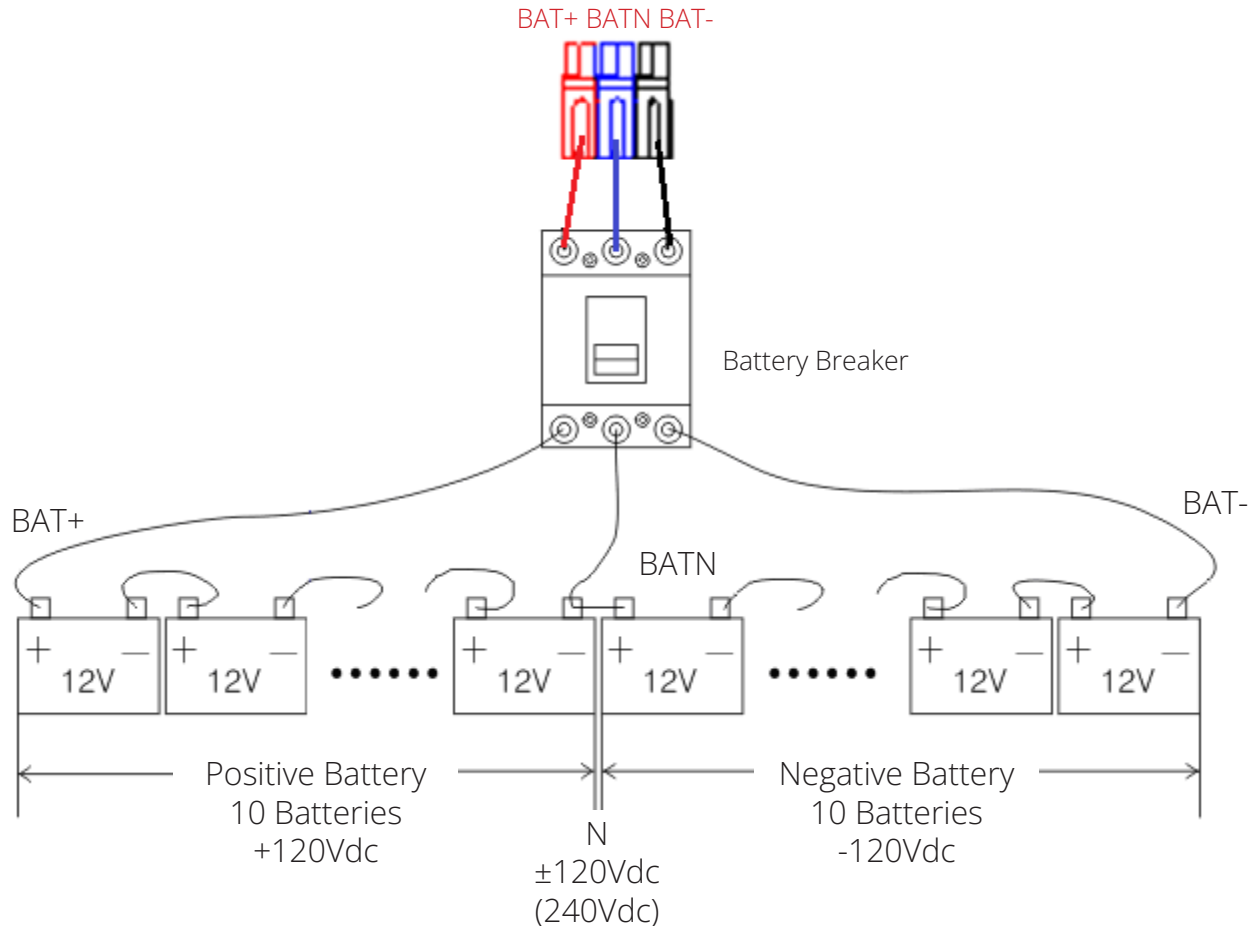 BAT+ BATN BAT-
Battery Breaker
BAT+
BAT-
BATN
+ — + — + — + — + — + —
12V 12V 12V 12V 12V 12V
Positive Battery
10 Batteries
+120Vdc
Negative Battery
10 Batteries
-120Vdc
N
±120Vdc
(240Vdc)